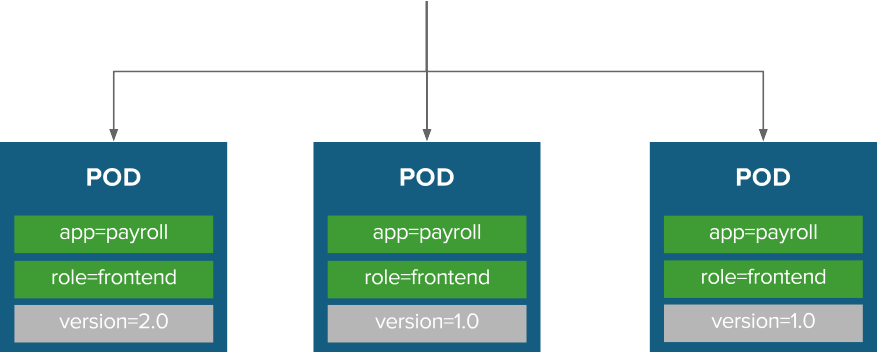 POD
app=payroll
role=frontend
version=2.0
POD
app=payroll
role=frontend
version=1.0
POD
app=payroll
role=frontend
version=1.0